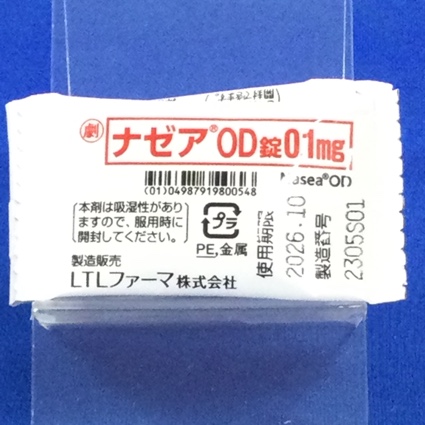 劇 ナゼア®OD錠0.1mg
Nasea®OD
(01)04987919800548
本剤は吸湿性があり
ますので、服用時に
開封してください。
プラ
PE,金属
製造販売
LTLファーマ株式会社
使用期限
2026.10
製造番号
2305S01